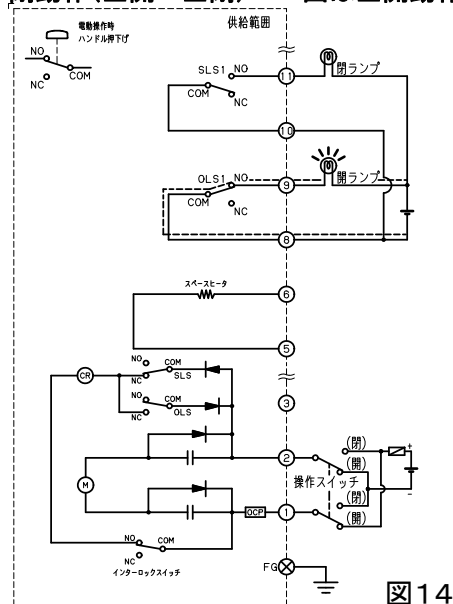 電動操作時
ハンドル押下げ
NO
COM
NC
供給範囲
SLS1 NO
11
閉ランプ
COM
NC
10
OLS1 NO
9
開ランプ
COM
NC
8
スペースヒータ
6
5
NO
COM
CR
NC
SLS
NO
COM
3
NC
OLS
(閉)
+
2
(開)
操作スイッチ
-
M
(閉)
OCP
1
(開)
NO
COM
NC
インターロックスイッチ
FG
図14